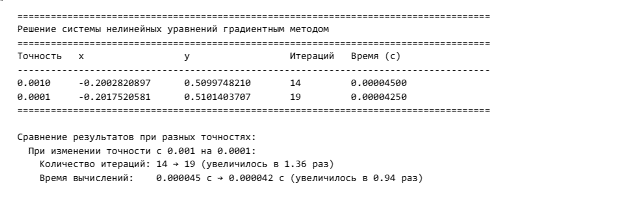 ================================================================================
Решение системы нелинейных уравнений градиентным методом
================================================================================
Точность x y Итераций Время (с)
--------------------------------------------------------------------------------
0.0010 -0.2002820897 0.5099748210 14 0.00004500
0.0001 -0.2017520581 0.5101403707 19 0.00004250
================================================================================
Сравнение результатов при разных точностях:
При изменении точности с 0.001 на 0.0001:
Количество итераций: 14 → 19 (увеличилось в 1.36 раз)
Время вычислений: 0.000045 с → 0.000042 с (увеличилось в 0.94 раз)